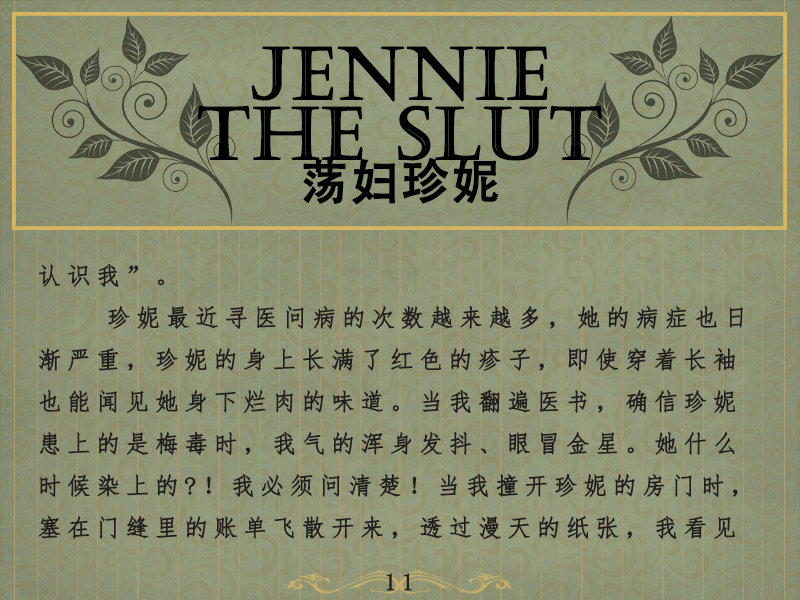 JENNIE
THE SLUT
荡妇珍妮
认识我”。
珍妮最近寻医问病的次数越来越多，她的病症也日
渐严重，珍妮的身上长满了红色的疹子，即使穿着长袖
也能闻见她身下烂肉的味道。当我翻遍医书，确信珍妮
患上的是梅毒时，我气的浑身发抖、眼冒金星。她什么
时候染上的?！我必须问清楚！当我撞开珍妮的房门时，
塞在门缝里的账单飞散开来，透过漫天的纸张，我看见
11